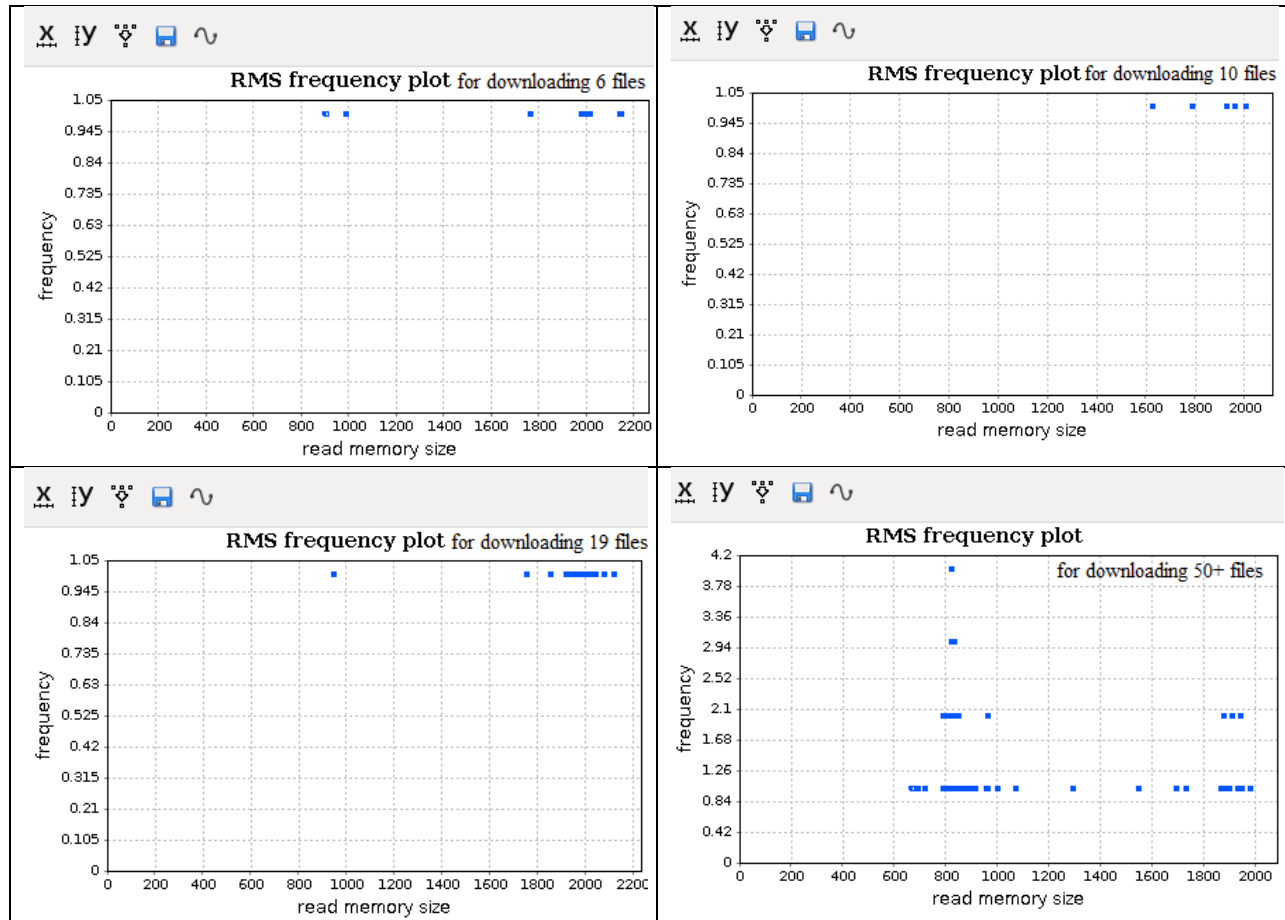 X IY
RMS frequency plot for downloading 6 files
1.05
0.945
0.84
0.735
0.63
0.525
0.42
0.315
0.21
0.105
0
frequency
0 200 400 600 800 1000 1200 1400 1600 1800 2000 2200
read memory size
X IY
RMS frequency plot for downloading 10 files
1.05
0.945
0.84
0.735
0.63
0.525
0.42
0.315
0.21
0.105
0
frequency
0 200 400 600 800 1000 1200 1400 1600 1800 2000
read memory size
X IY
RMS frequency plot for downloading 19 files
1.05
0.945
0.84
0.735
0.63
0.525
0.42
0.315
0.21
0.105
0
frequency
0 200 400 600 800 1000 1200 1400 1600 1800 2000 2200
read memory size
X IY
RMS frequency plot
for downloading 50+ files
4.2
3.78
3.36
2.94
2.52
2.1
1.68
1.26
0.84
0.42
0
frequency
0 200 400 600 800 1000 1200 1400 1600 1800 2000
read memory size